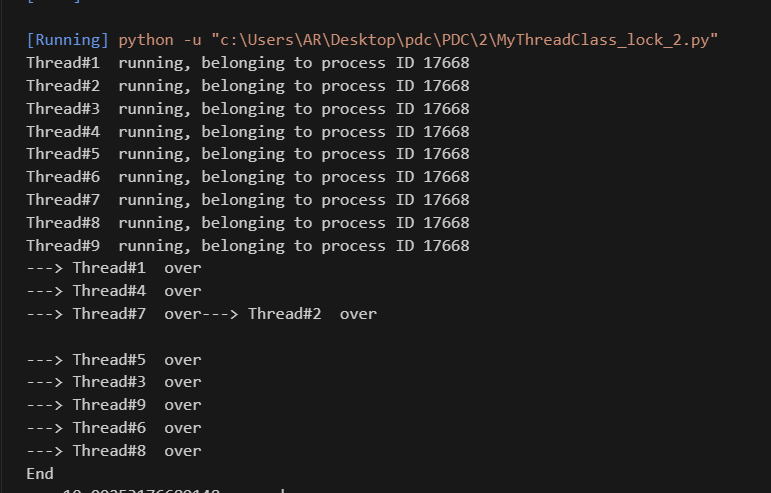 [Running] python -u "c:\Users\AR\Desktop\pdc\PDC\2\MyThreadClass_lock_2.py"
Thread#1  running, belonging to process ID 17668
Thread#2  running, belonging to process ID 17668
Thread#3  running, belonging to process ID 17668
Thread#4  running, belonging to process ID 17668
Thread#5  running, belonging to process ID 17668
Thread#6  running, belonging to process ID 17668
Thread#7  running, belonging to process ID 17668
Thread#8  running, belonging to process ID 17668
Thread#9  running, belonging to process ID 17668
---> Thread#1  over
---> Thread#4  over
---> Thread#7  over---> Thread#2  over
---> Thread#5  over
---> Thread#3  over
---> Thread#9  over
---> Thread#6  over
---> Thread#8  over
End